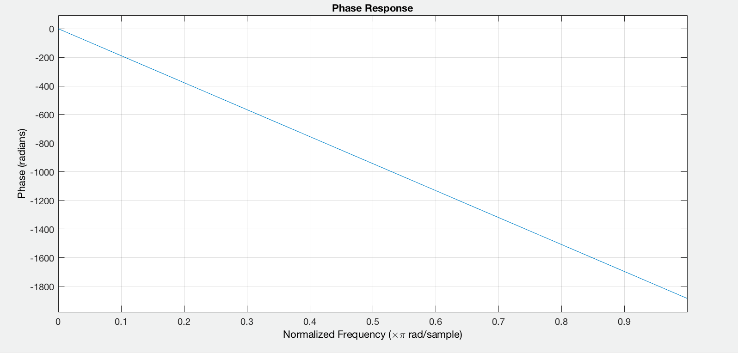 Phase Response
0
-200
-400
-600
-800
-1000
-1200
-1400
-1600
-1800
Phase (radians)
0 0.1 0.2 0.3 0.4 0.5 0.6 0.7 0.8 0.9
Normalized Frequency (×π rad/sample)